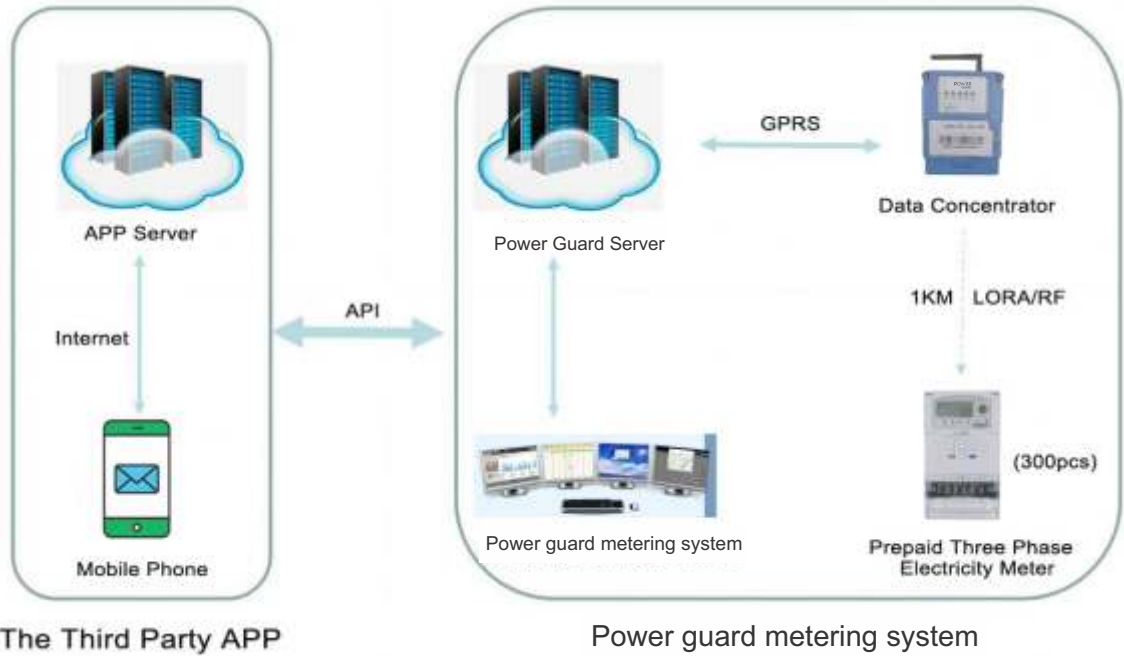 GPRS
Data Concentrator
APP Server
Power Guard Server
API
1KM LORA/RF
Internet
(300pcs)
Power guard metering system
Prepaid Three Phase
Electricity Meter
Mobile Phone
The Third Party APP
Power guard metering system